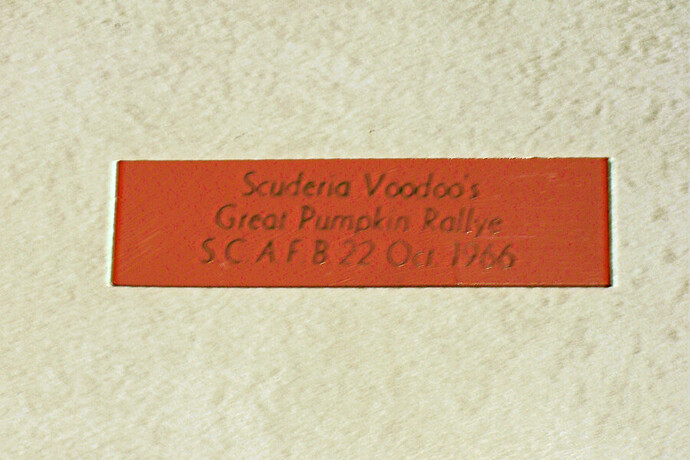 Scuderia Voodoo's
Great Pumpkin Rallye
S C A F B 22 Oct. 1966